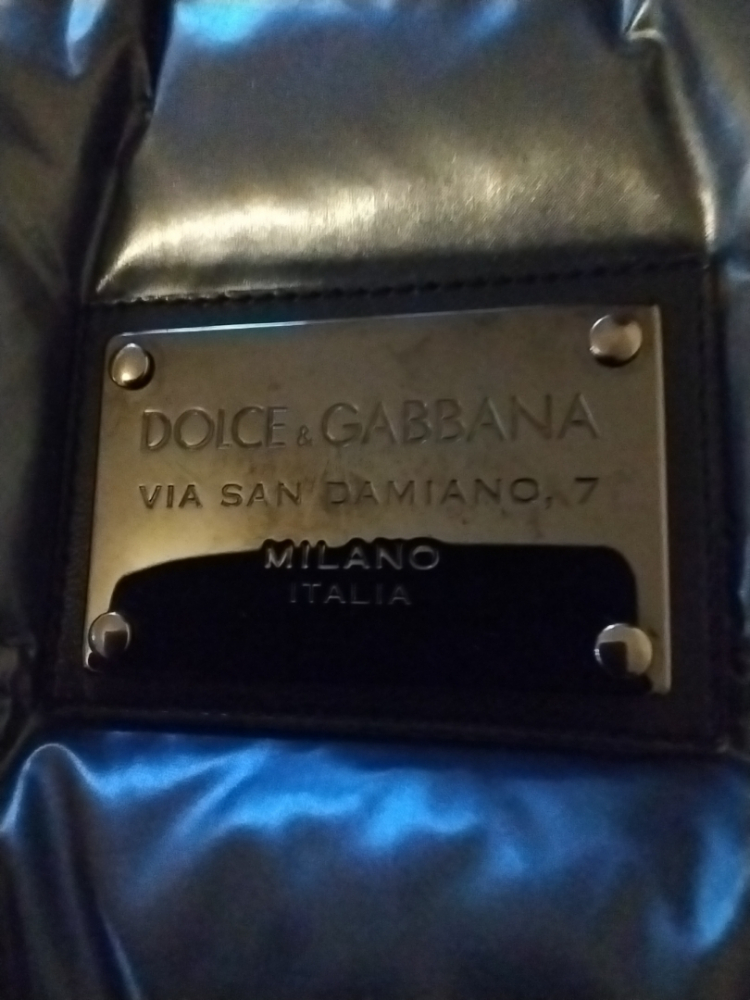 DOLCE & GABBANA
VIA SAN DAMIANO, 7
MILANO
ITALIA